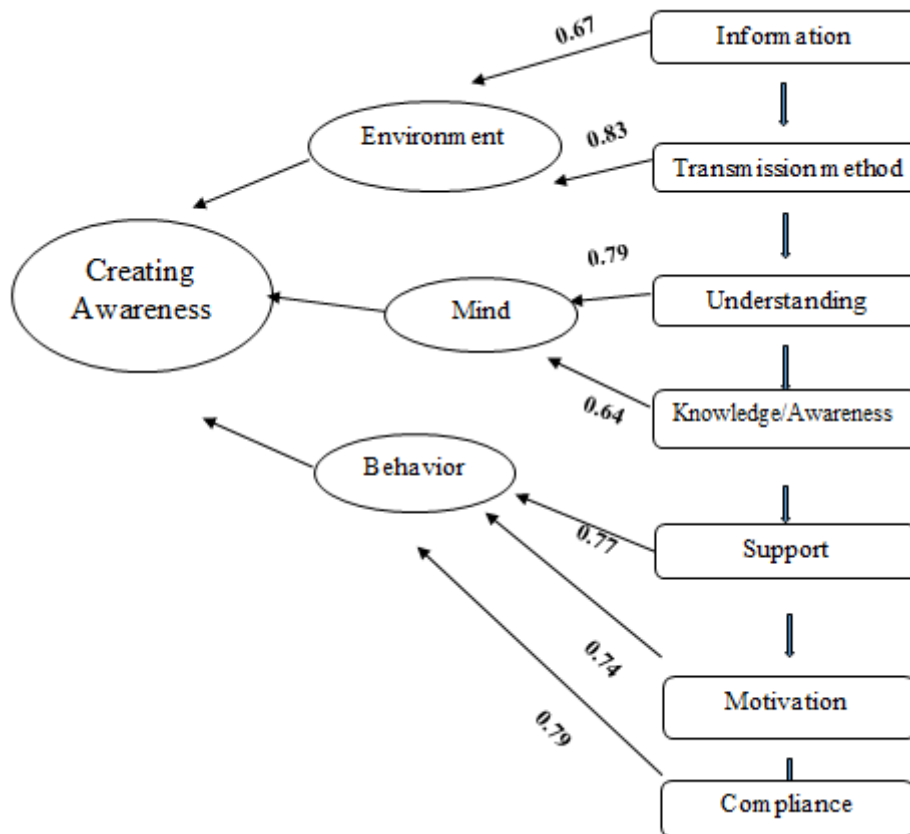 Information
0.67
Environment
0.83
Transmission method
Creating
Awareness
0.79
Understanding
Mind
0.64
Knowledge/Awareness
Behavior
0.77
Support
0.74
Motivation
0.79
Compliance